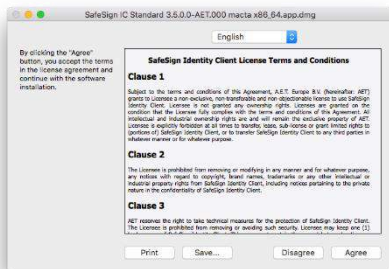 SafeSign IC Standard 3.5.0.0-AET.000 macta x86_64.app.dmg
English
By clicking the "Agree"
button, you accept the terms
in the license agreement and
continue with the software
installation.
SafeSign Identity Client License Terms and Conditions
Clause 1
Subject to the terms and conditions of this Agreement, A.E.T. Europe B.V. (hereinafter: AET)
grants to Licensee a non-exclusive, non-transferable and non-objectionable license to use SafeSign
Identity Client. Licensee is not granted any ownership rights. Licenses are granted on the
condition that the Licensee fully complies with the terms and conditions of this Agreement. All
intellectual and industrial ownership rights are and will remain the exclusive property of AET.
Licensee is explicitly forbidden at all times to transfer, lease, sub-license or grant limited rights to
(portions of) SafeSign Identity Client, or to transfer SafeSign Identity Client to any third parties in
whatever manner or for whatever purpose.
Clause 2
The Licensee is prohibited from removing or modifying in any manner and for whatever purpose,
any notices with regard to copyright, brand names, trademarks or any other intellectual or
industrial property rights from SafeSign Identity Client, including notices pertaining to the private
nature in the confidentiality of SafeSign Identity Client.
Clause 3
AET reserves the right to take technical measures for the protection of SafeSign Identity Client.
The Licensee is prohibited from removing or avoiding such security. Licensee may keep one (1)
Print
Save...
Disagree
Agree